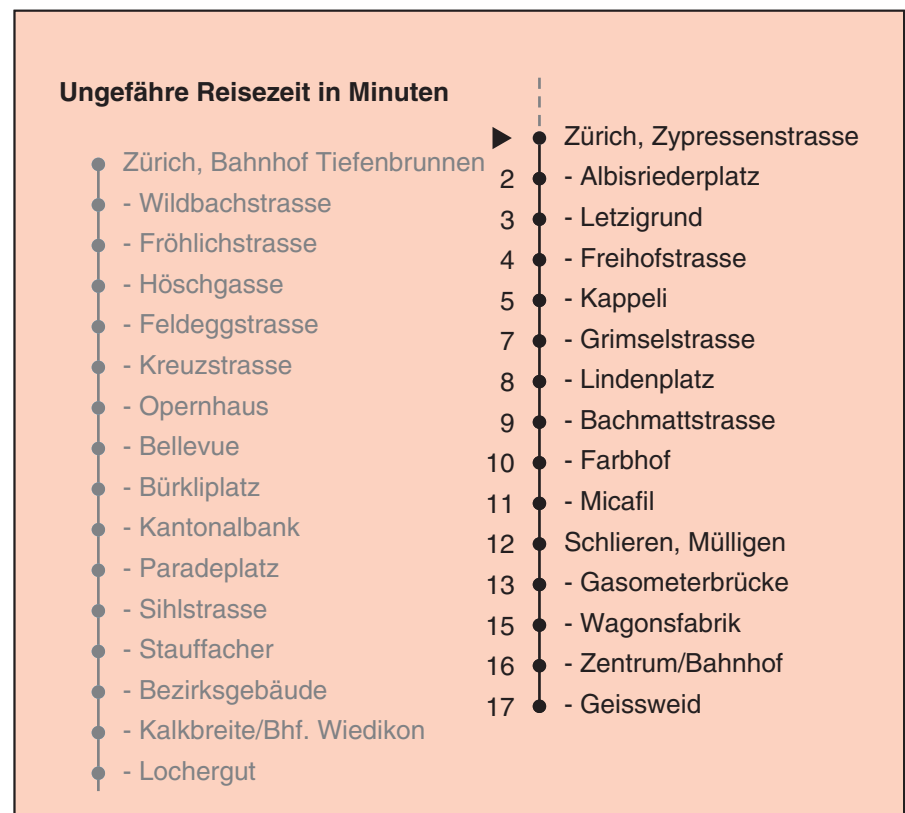 Ungefähre Reisezeit in Minuten
Zürich, Bahnhof Tiefenbrunnen
- Wildbachstrasse
- Fröhlichstrasse
- Höschgasse
- Feldeggstrasse
- Kreuzstrasse
- Opernhaus
- Bellevue
- Bürkliplatz
- Kantonalbank
- Paradeplatz
- Sihlstrasse
- Stauffacher
- Bezirksgebäude
- Kalkbreite/Bhf. Wiedikon
- Lochergut
Zürich, Zypressenstrasse
2 - Albisriederplatz
3 - Letzigrund
4 - Freihofstrasse
5 - Kappeli
7 - Grimselstrasse
8 - Lindenplatz
9 - Bachmattstrasse
10 - Farbhof
11 - Micafil
12 Schlieren, Mülligen
13 - Gasometerbrücke
15 - Wagonsfabrik
16 - Zentrum/Bahnhof
17 - Geissweid